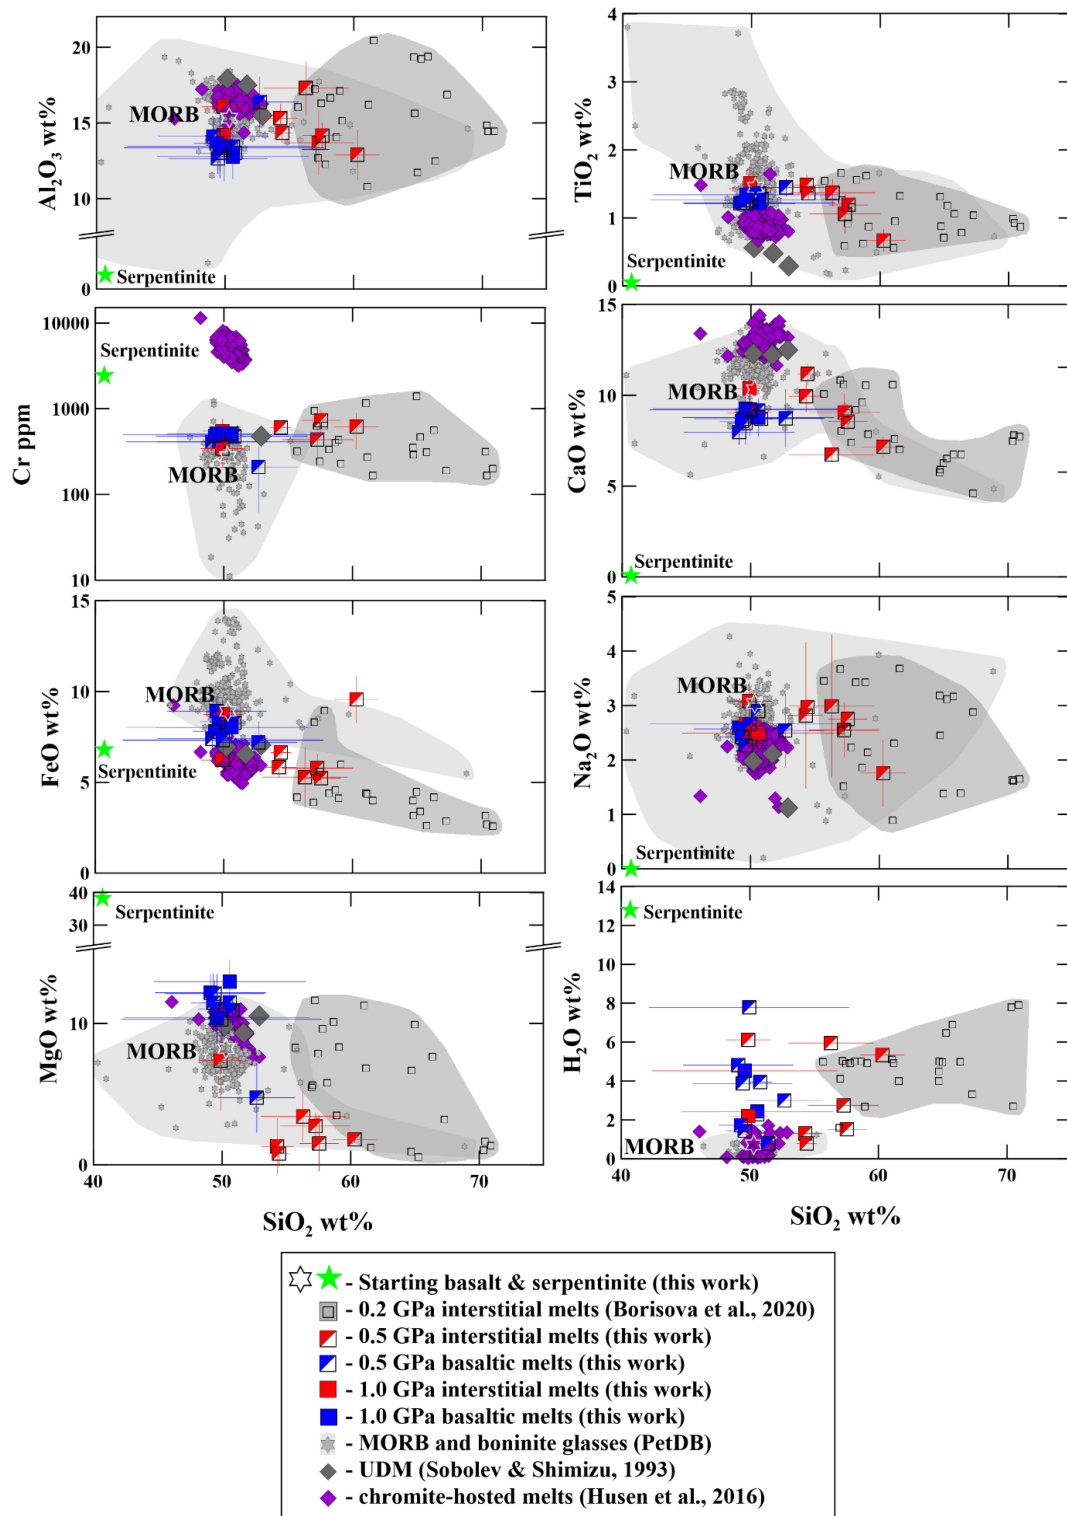 20
15
10
0
Al₂O₃ wt%
MORB
Serpentinite
4
3
2
1
0
TiO₂ wt%
MORB
Serpentinite
10000
1000
100
10
Cr ppm
Serpentinite
MORB
15
10
5
0
CaO wt%
MORB
Serpentinite
15
10
5
0
FeO wt%
MORB
Serpentinite
5
4
3
2
1
0
Na₂O wt%
MORB
Serpentinite
40
30
10
0
MgO wt%
Serpentinite
MORB
40 50 60 70
SiO₂ wt%
14
12
10
8
6
4
2
0
H₂O wt%
Serpentinite
MORB
40 50 60 70
SiO₂ wt%
- Starting basalt & serpentinite (this work)
- 0.2 GPa interstitial melts (Borisova et al., 2020)
- 0.5 GPa interstitial melts (this work)
- 0.5 GPa basaltic melts (this work)
- 1.0 GPa interstitial melts (this work)
- 1.0 GPa basaltic melts (this work)
- MORB and boninite glasses (PetDB)
- UDM (Sobolev & Shimizu, 1993)
- chromite-hosted melts (Husen et al., 2016)